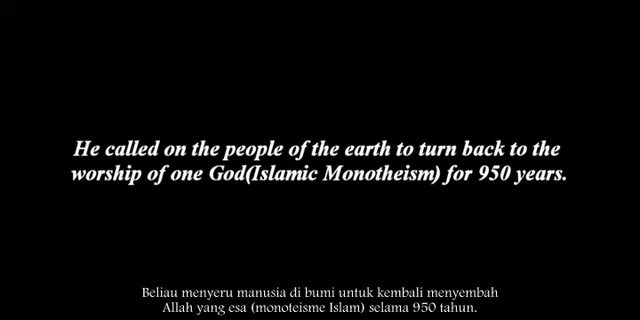 He called on the people of the earth to turn back to the
worship of one God(Islamic Monotheism) for 950 years.
Beliau menyeru manusia di bumi untuk kembali menyembah
Allah yang esa (monoteisme Islam) selama 950 tahun.